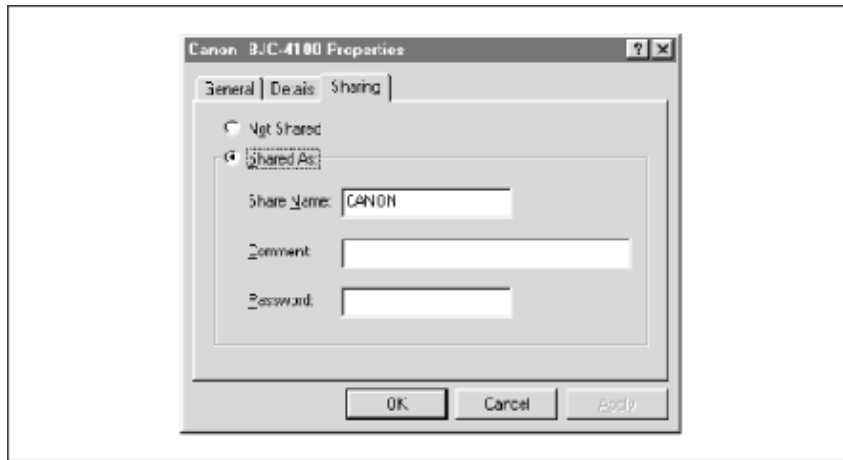 Canon BJC-4100 Properties
General Details Sharing
Not Shared
Shared As:
Share Name: CANON
Comment:
Password:
OK Cancel Apply